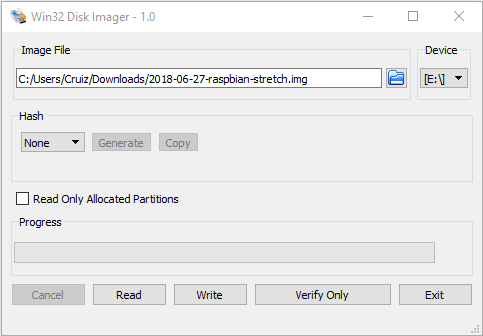 Win32 Disk Imager - 1.0
Image File
Device
C:/Users/Cruiz/Downloads/2018-06-27-raspbian-stretch.img
[E:\]
Hash
None
Generate
Copy
Read Only Allocated Partitions
Progress
Cancel
Read
Write
Verify Only
Exit